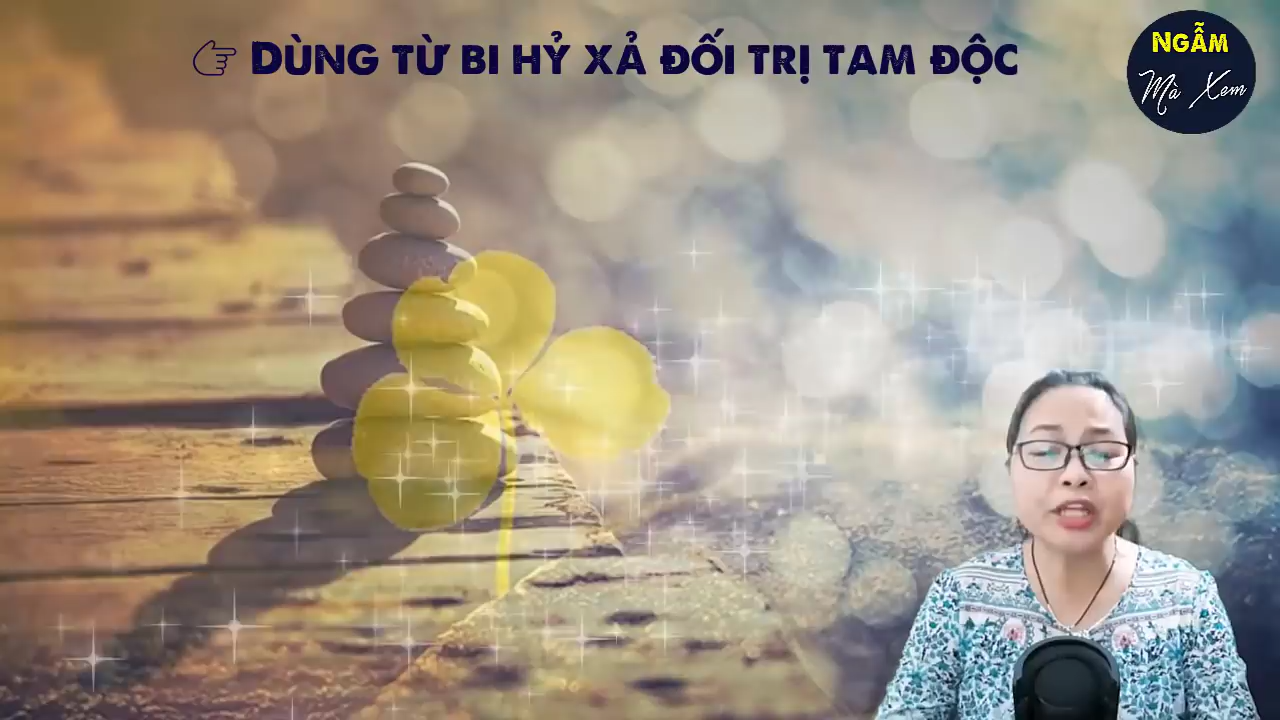 👉 DÙNG TỪ BI HỶ XẢ ĐỐI TRỊ TAM ĐỘC
NGẪM
Mà Xem